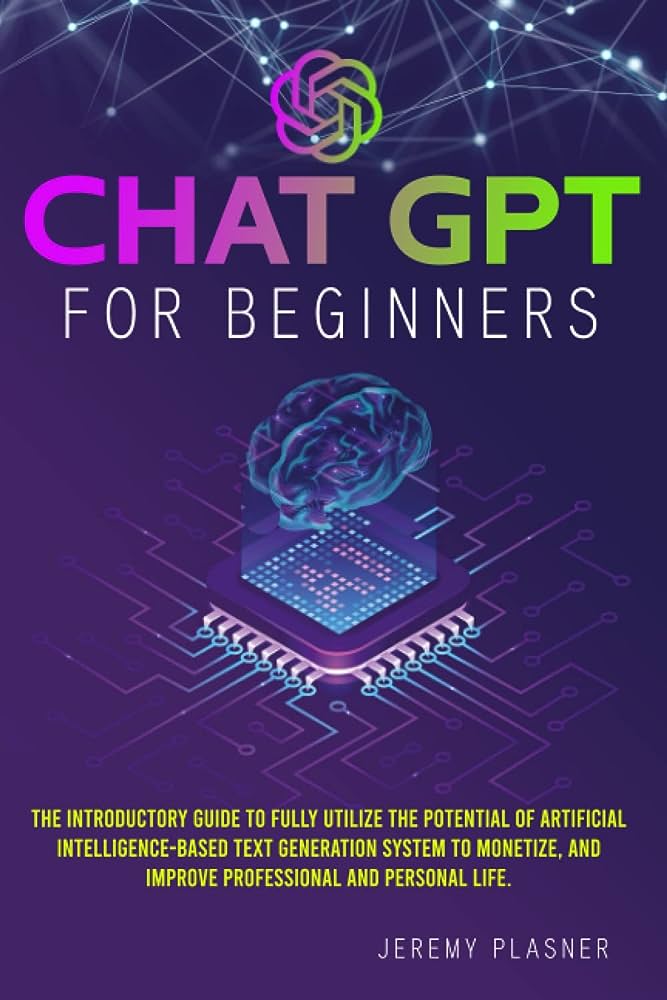 CHAT GPT
FOR BEGINNERS
THE INTRODUCTORY GUIDE TO FULLY UTILIZE THE POTENTIAL OF ARTIFICIAL
INTELLIGENCE-BASED TEXT GENERATION SYSTEM TO MONETIZE, AND
IMPROVE PROFESSIONAL AND PERSONAL LIFE.
JEREMY PLASNER